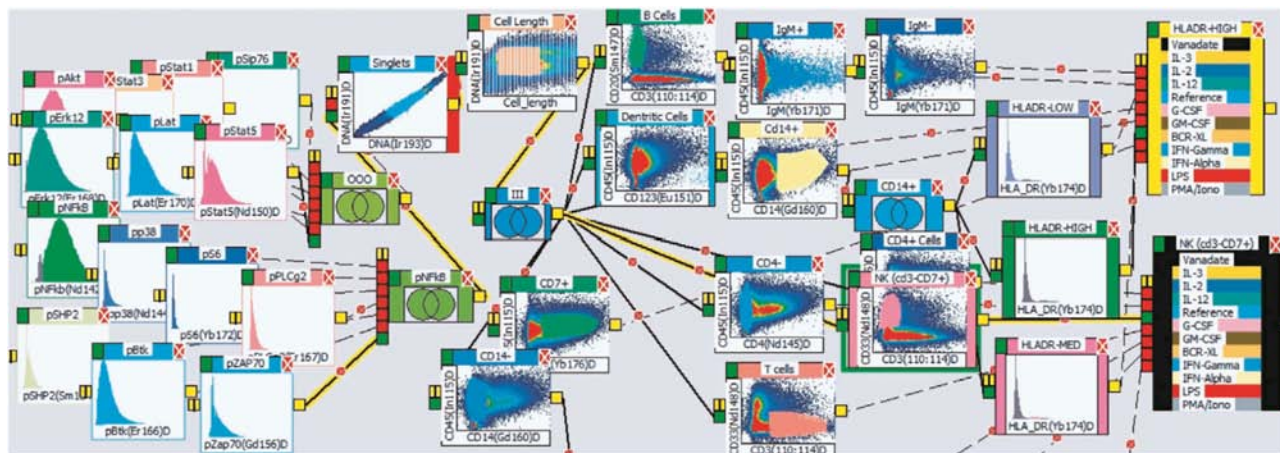 pSlp76
pStat1
Stat3
pAkt
pErk12
pErk12(Er168)D
pLat
pLat(Er170)D
pStat5
pStat5(Nd150)D
pNFkB
pNFkb(Nd142
pp38
pp38(Nd144
pS6
pS6(Yb172)D
pPLCg2
(Er167)D
pSHP2
pSHP2(Sm1
pBtk
pBtk(Er166)D
pZAP70
pZap70(Gd156)D
OOO
pNFkB
Singlets
DNA(Ir191)D
DNA(Ir193)D
Cell Length
DNA(Ir191)D
Cell_length
III
B Cells
CD20(Sm147)D
CD3(110:114)D
Dentritic Cells
CD45(In115)D
CD123(Eu151)D
CD7+
(In115)D
(Yb176)D
CD14-
CD45(In115)D
CD14(Gd160)D
IgM+
CD45(In115)D
IgM(Yb171)D
IgM-
CD45(In115)D
IgM(Yb171)D
Cd14+
CD45(In115)D
CD14(Gd160)D
CD14+
CD4+ Cells
CD4-
CD45(In115)D
CD4(Nd145)D
NK (cd3-CD7+)
CD33(Nd148)D
CD3(110:114)D
T cells
CD33(Nd148)D
CD3(110:114)D
HLADR-LOW
HLA_DR(Yb174)D
HLADR-HIGH
HLA_DR(Yb174)D
HLADR-MED
HLA_DR(Yb174)D
HLADR-HIGH
Vanadate
IL-3
IL-2
IL-12
Reference
G-CSF
GM-CSF
BCR-XL
IFN-Gamma
IFN-Alpha
LPS
PMA/Iono
NK (cd3-CD7+)
Vanadate
IL-3
IL-2
IL-12
Reference
G-CSF
GM-CSF
BCR-XL
IFN-Gamma
IFN-Alpha
LPS
PMA/Iono